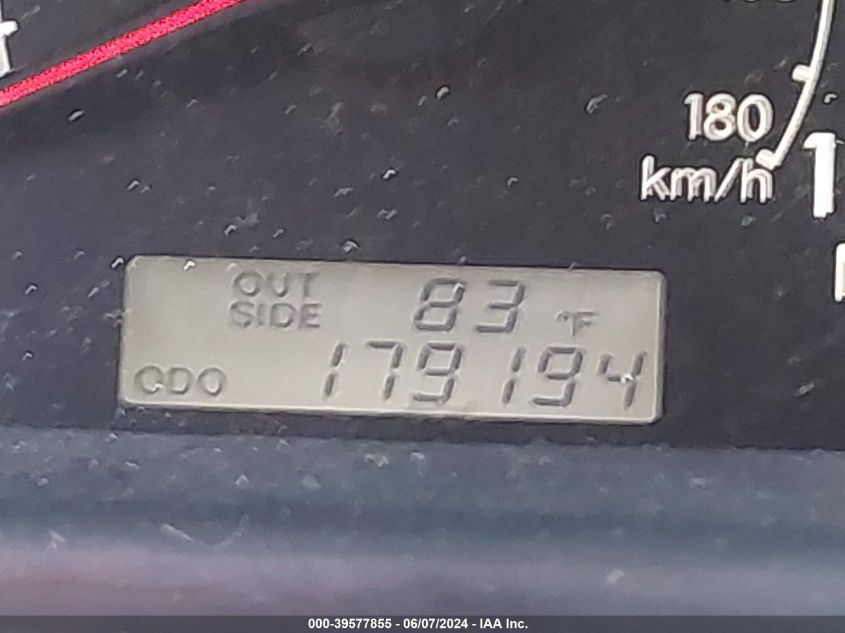 180
km/h
OUT
SIDE
83 °F
ODO 179194
000-39577855 - 06/07/2024 - IAA Inc.